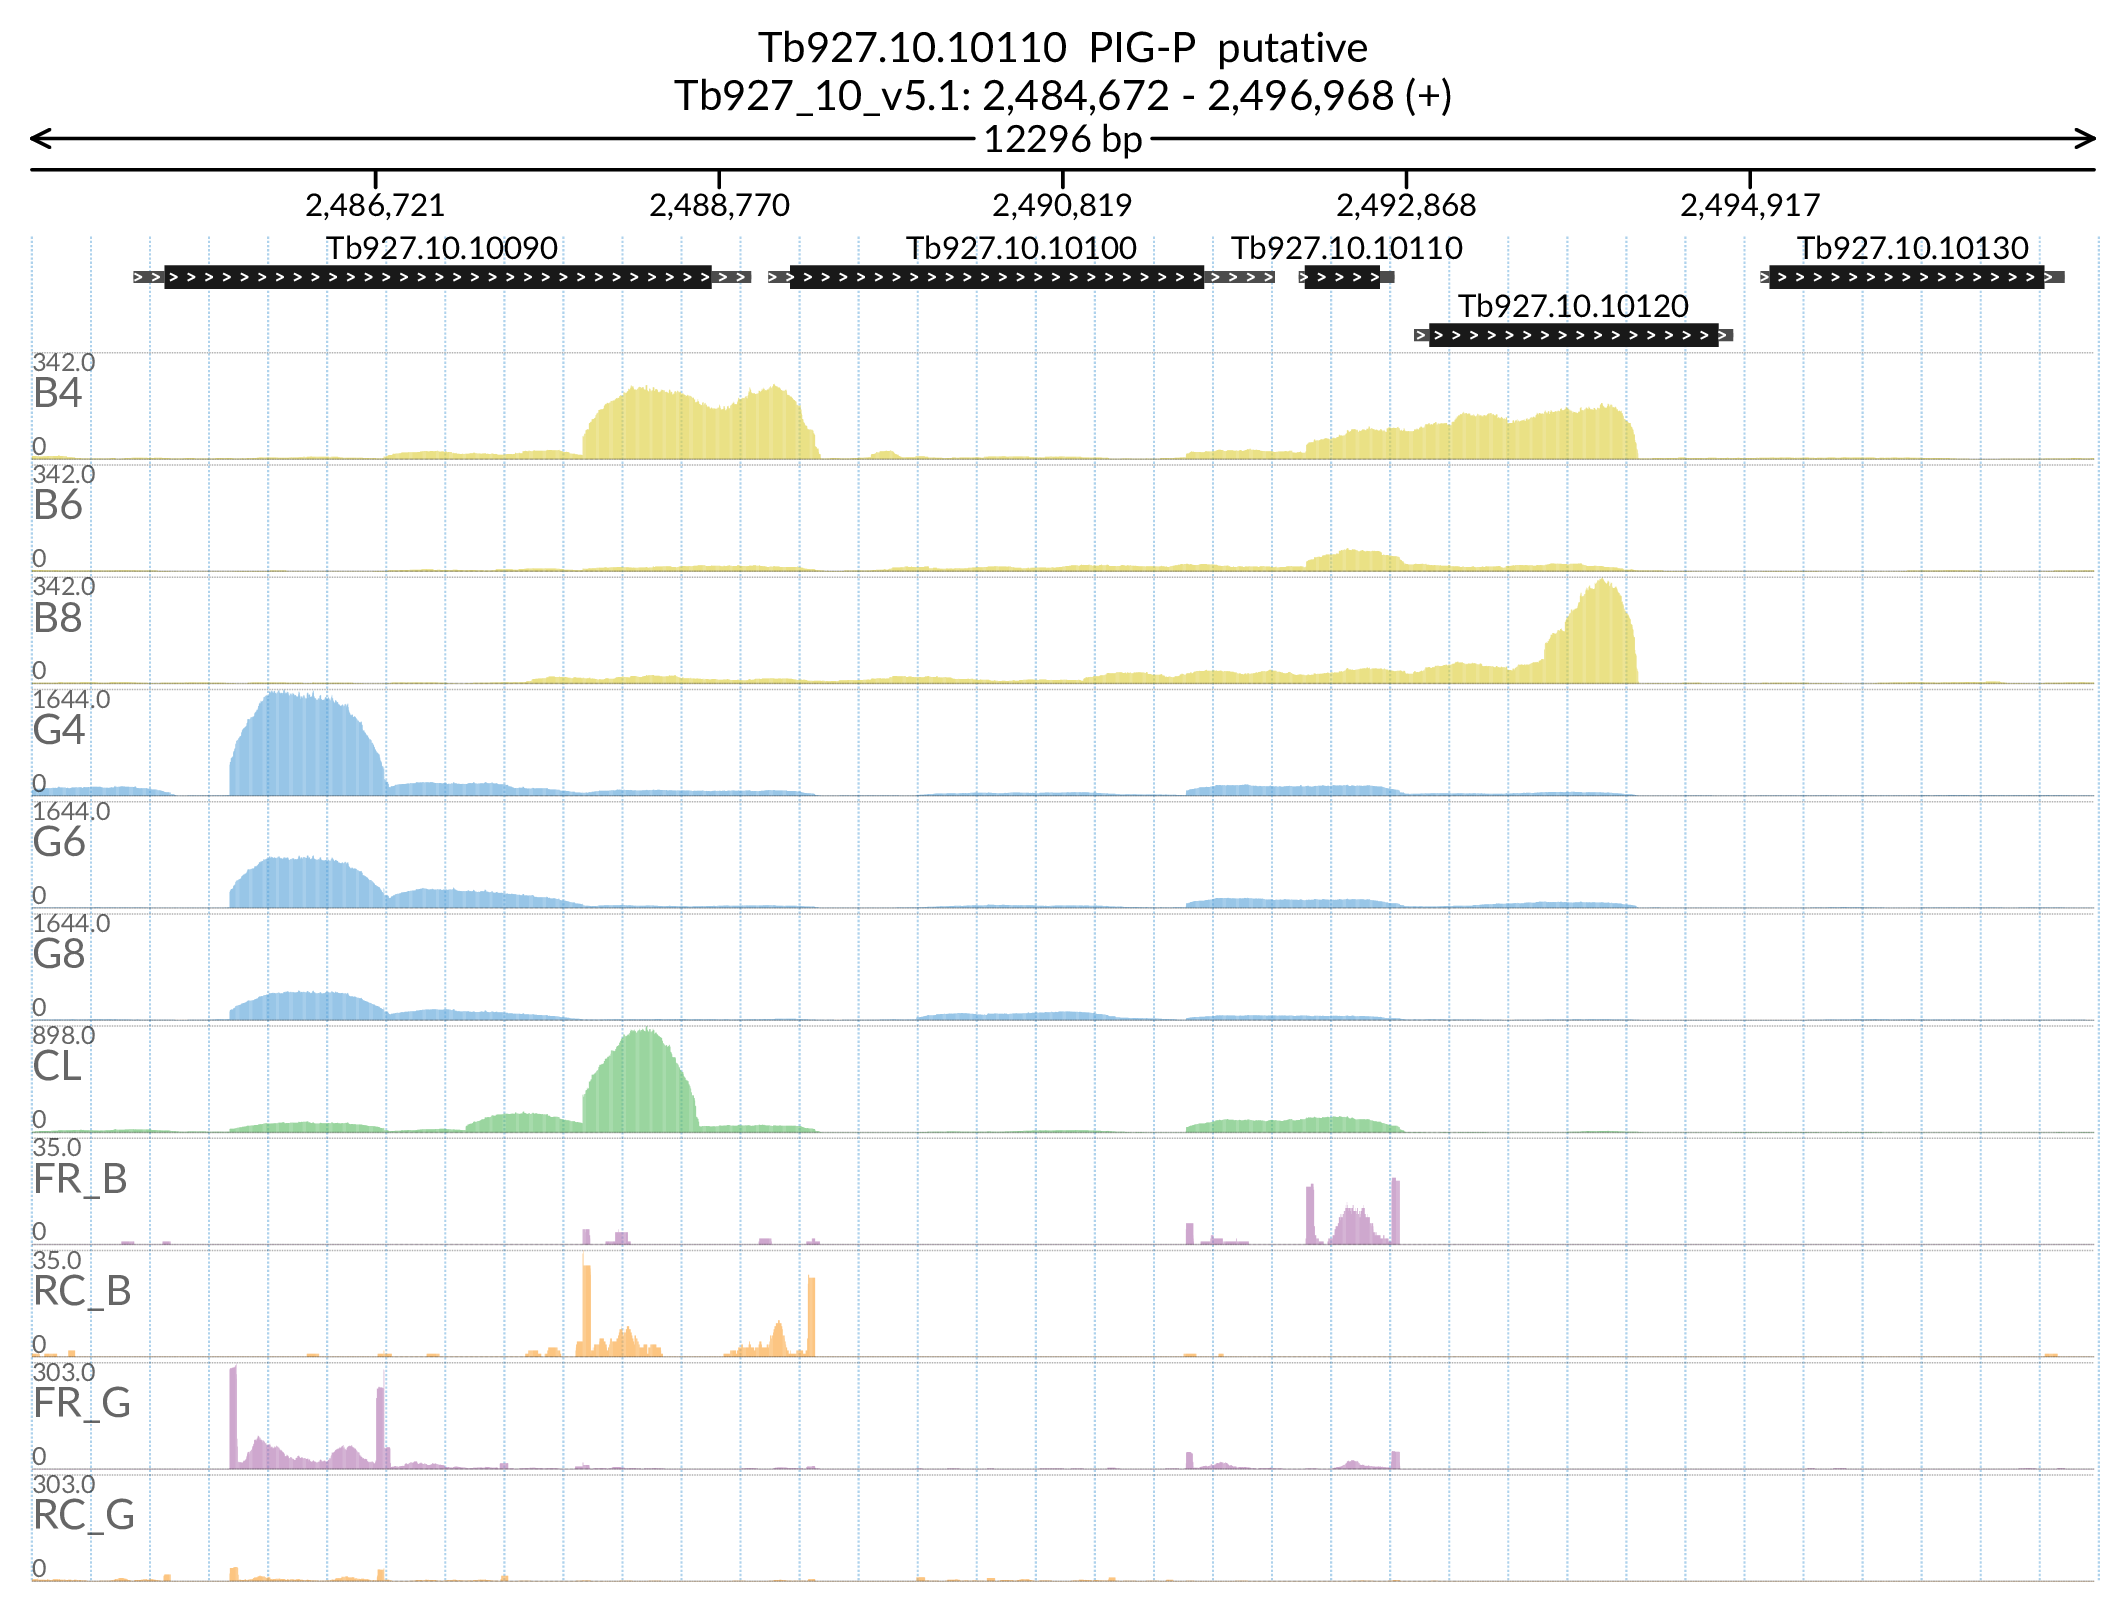 Tb927.10.10110 PIG-P putative
Tb927_10_v5.1: 2,484,672 - 2,496,968 (+)
12296 bp
2,486,721 2,488,770 2,490,819 2,492,868 2,494,917
Tb927.10.10090 Tb927.10.10100 Tb927.10.10110 Tb927.10.10130
Tb927.10.10120
342.0
B4
0
342.0
B6
0
342.0
B8
0
1644.0
G4
0
1644.0
G6
0
1644.0
G8
0
898.0
CL
0
35.0
FR_B
0
35.0
RC_B
0
303.0
FR_G
0
303.0
RC_G
0